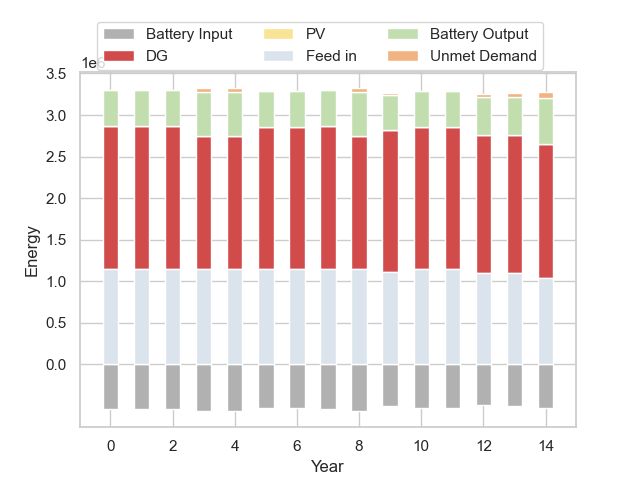 Battery Input PV Battery Output
DG Feed in Unmet Demand
1e6
3.5
3.0
2.5
2.0
1.5
1.0
0.5
0.0
Energy
0 2 4 6 8 10 12 14
Year